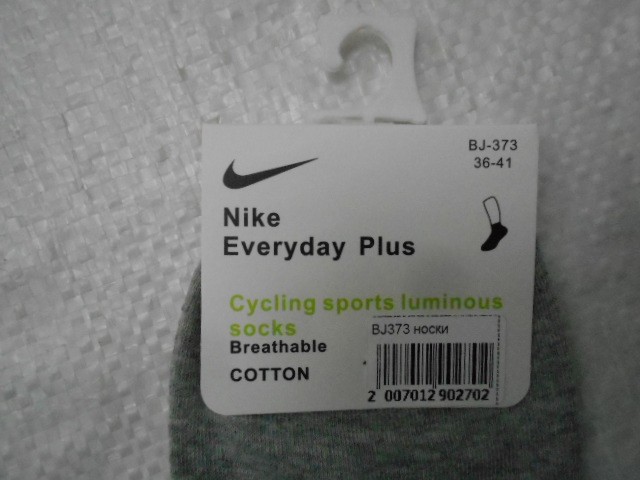 BJ-373
36-41
Nike
Everyday Plus
Cycling sports luminous
socks
Breathable
COTTON
BJ373 носки
2 007012 902702